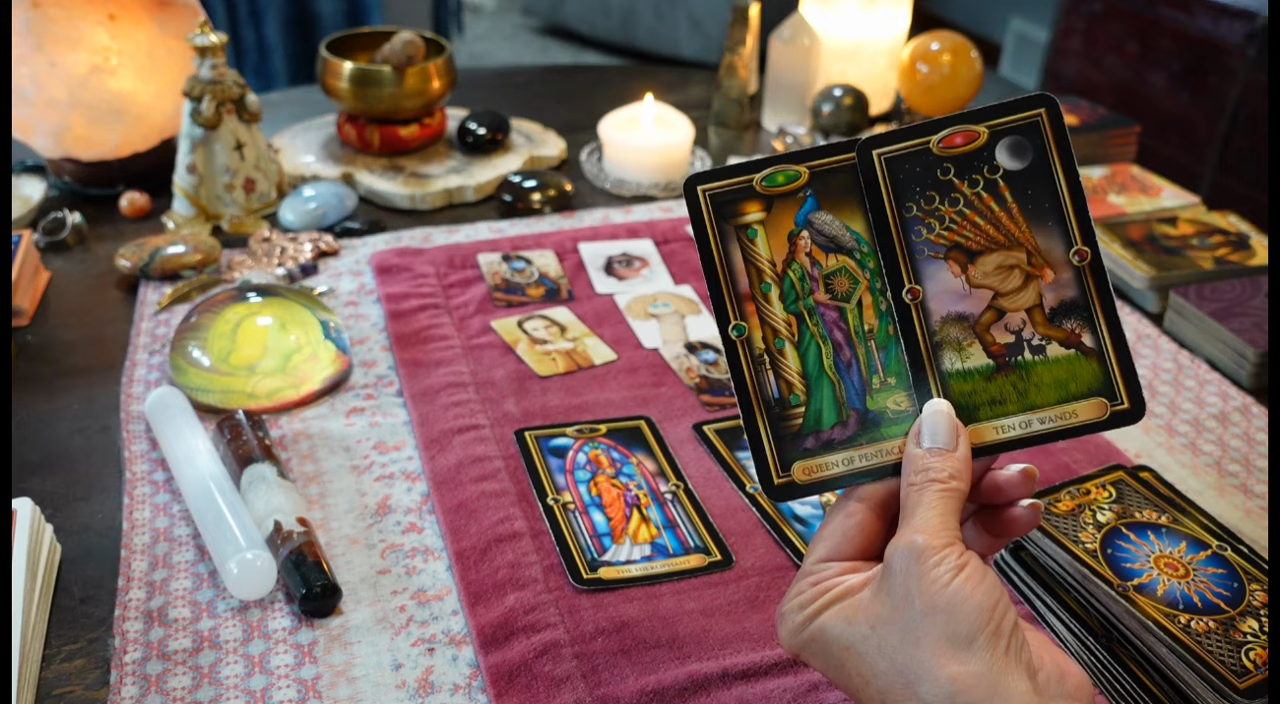 QUEEN OF PENTACL
TEN OF WANDS
V
THE HIEROPHANT